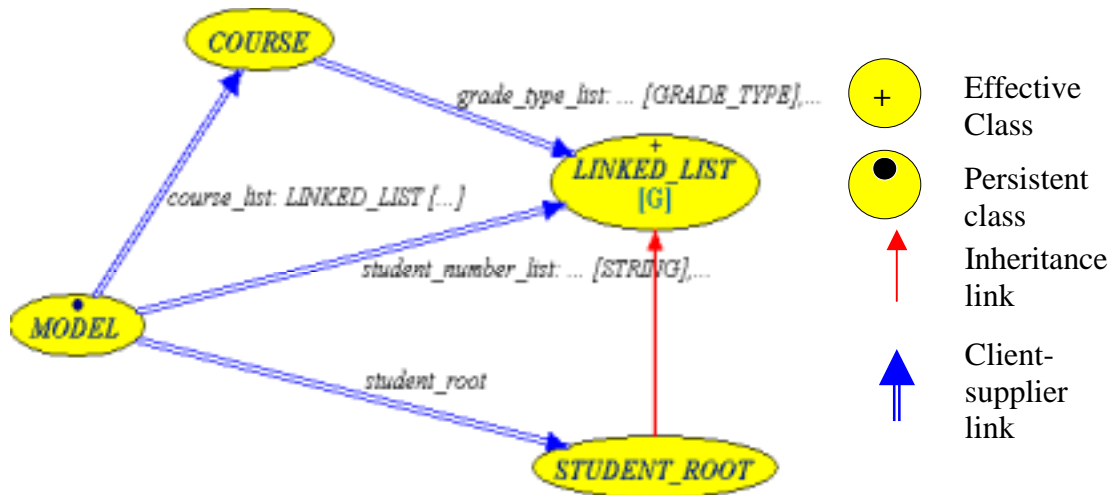 COURSE
grade_type_list: ... [GRADE_TYPE],...
+
LINKED_LIST
[G]
course_list: LINKED_LIST [...]
student_number_list: ... [STRING],...
MODEL
student_root
STUDENT_ROOT
+
Effective
Class
Persistent
class
Inheritance
link
Client-
supplier
link